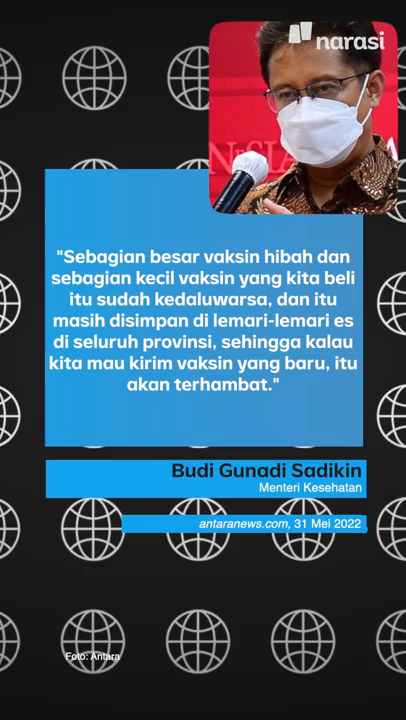 narasi
"Sebagian besar vaksin hibah dan
sebagian kecil vaksin yang kita beli
itu sudah kedaluwarsa, dan itu
masih disimpan di lemari-lemari es
di seluruh provinsi, sehingga kalau
kita mau kirim vaksin yang baru, itu
akan terhambat."
Budi Gunadi Sadikin
Menteri Kesehatan
antaranews.com, 31 Mei 2022
Foto: Antara